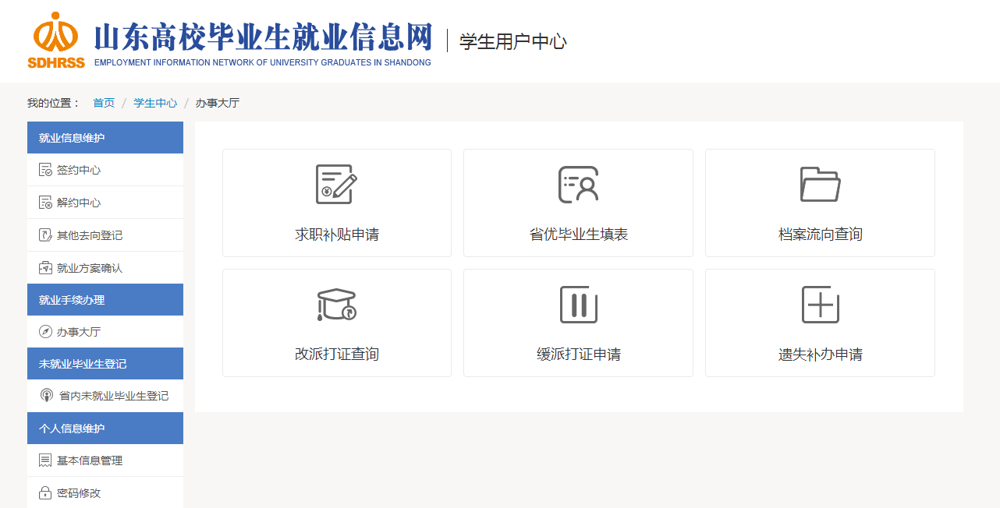 山东高校毕业生就业信息网
学生用户中心
SDHRSS
EMPLOYMENT INFORMATION NETWORK OF UNIVERSITY GRADUATES IN SHANDONG
我的位置： 首页 / 学生中心 / 办事大厅
就业信息维护
签约中心
解约中心
其他去向登记
就业方案确认
就业手续办理
办事大厅
未就业毕业生登记
省内未就业毕业生登记
个人信息维护
基本信息管理
密码修改
求职补贴申请
省优毕业生填表
档案流向查询
改派打证查询
缓派打证申请
遗失补办申请